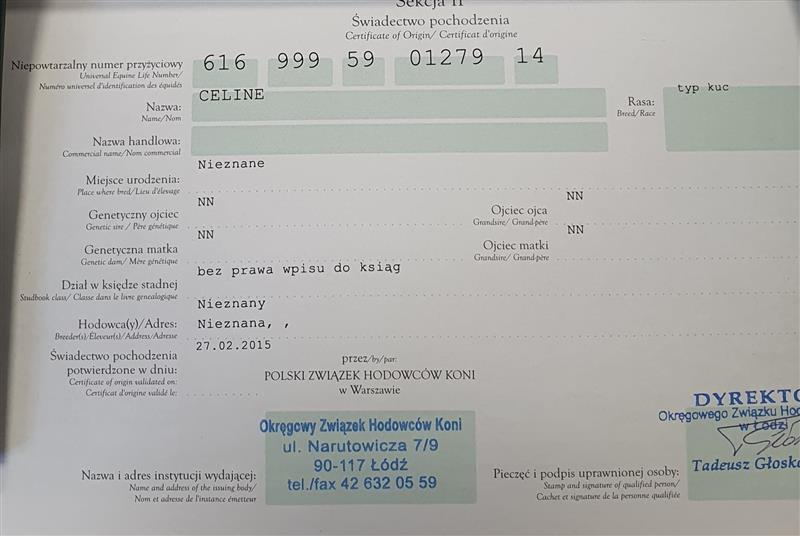 Sekcja II
Świadectwo pochodzenia
Certificate of Origin/ Certificat d'origine
Niepowtarzalny numer przyżyciowy 616 999 59 01279 14
Universal Equine Life Number/
Numéro universel d'identification des équidés
Nazwa: CELINE
Name/Nom
Rasa: typ kuc
Breed/Race
Nazwa handlowa:
Commercial name/Nom commercial
Miejsce urodzenia: Nieznane
Place where bred/Lieu d'élevage
Genetyczny ojciec NN
Genetic sire / Père génétique
Ojciec ojca NN
Grandsire/ Grand-père
Genetyczna matka NN
Genetic dam/ Mère génétique
Ojciec matki NN
Grandsire/ Grand-père
Dział w księdze stadnej bez prawa wpisu do ksiąg
Studbook class/ Classe dans le livre genealogique
Nieznany
Hodowca(y)/Adres: Nieznana, ,
Breeder(s)/Éleveur(s)/Address/Adresse
Świadectwo pochodzenia 27.02.2015
potwierdzone w dniu:
Certificate of origin validated on:
Certificat d'origine validé le:
przez/by/par:
POLSKI ZWIĄZEK HODOWCÓW KONI
w Warszawie
Okręgowy Związek Hodowców Koni
ul. Narutowicza 7/9
90-117 Łódź
tel./fax 42 632 05 59
Nazwa i adres instytucji wydającej:
Name and address of the issuing body/
Nom et adresse de l'instance émetteur
DYREKTO
Okręgowego Związku Hod
w Łodzi
Tadeusz Głoska
Pieczęć i podpis uprawnionej osoby:
Stamp and signature of qualified person/
Cachet et signature de la personne qualifiée